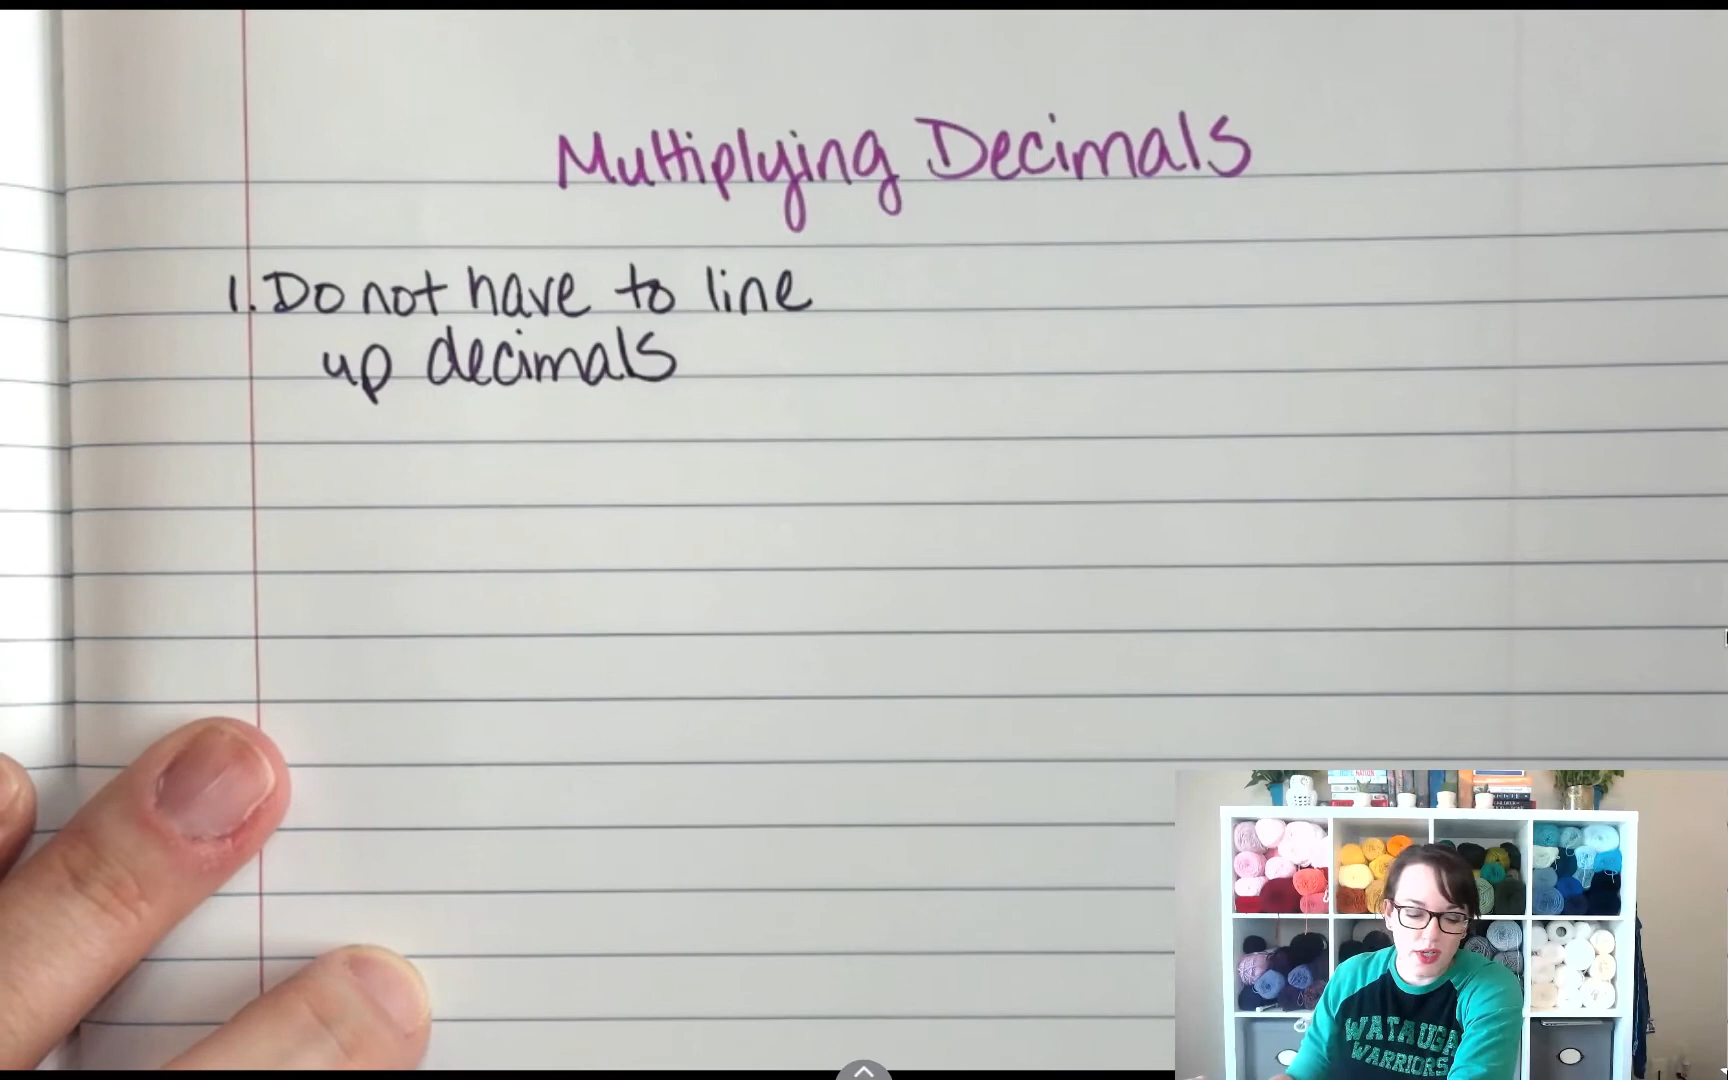 Multiplying Decimals
1. Do not have to line
up decimals
WATAUGA
WARRIORS